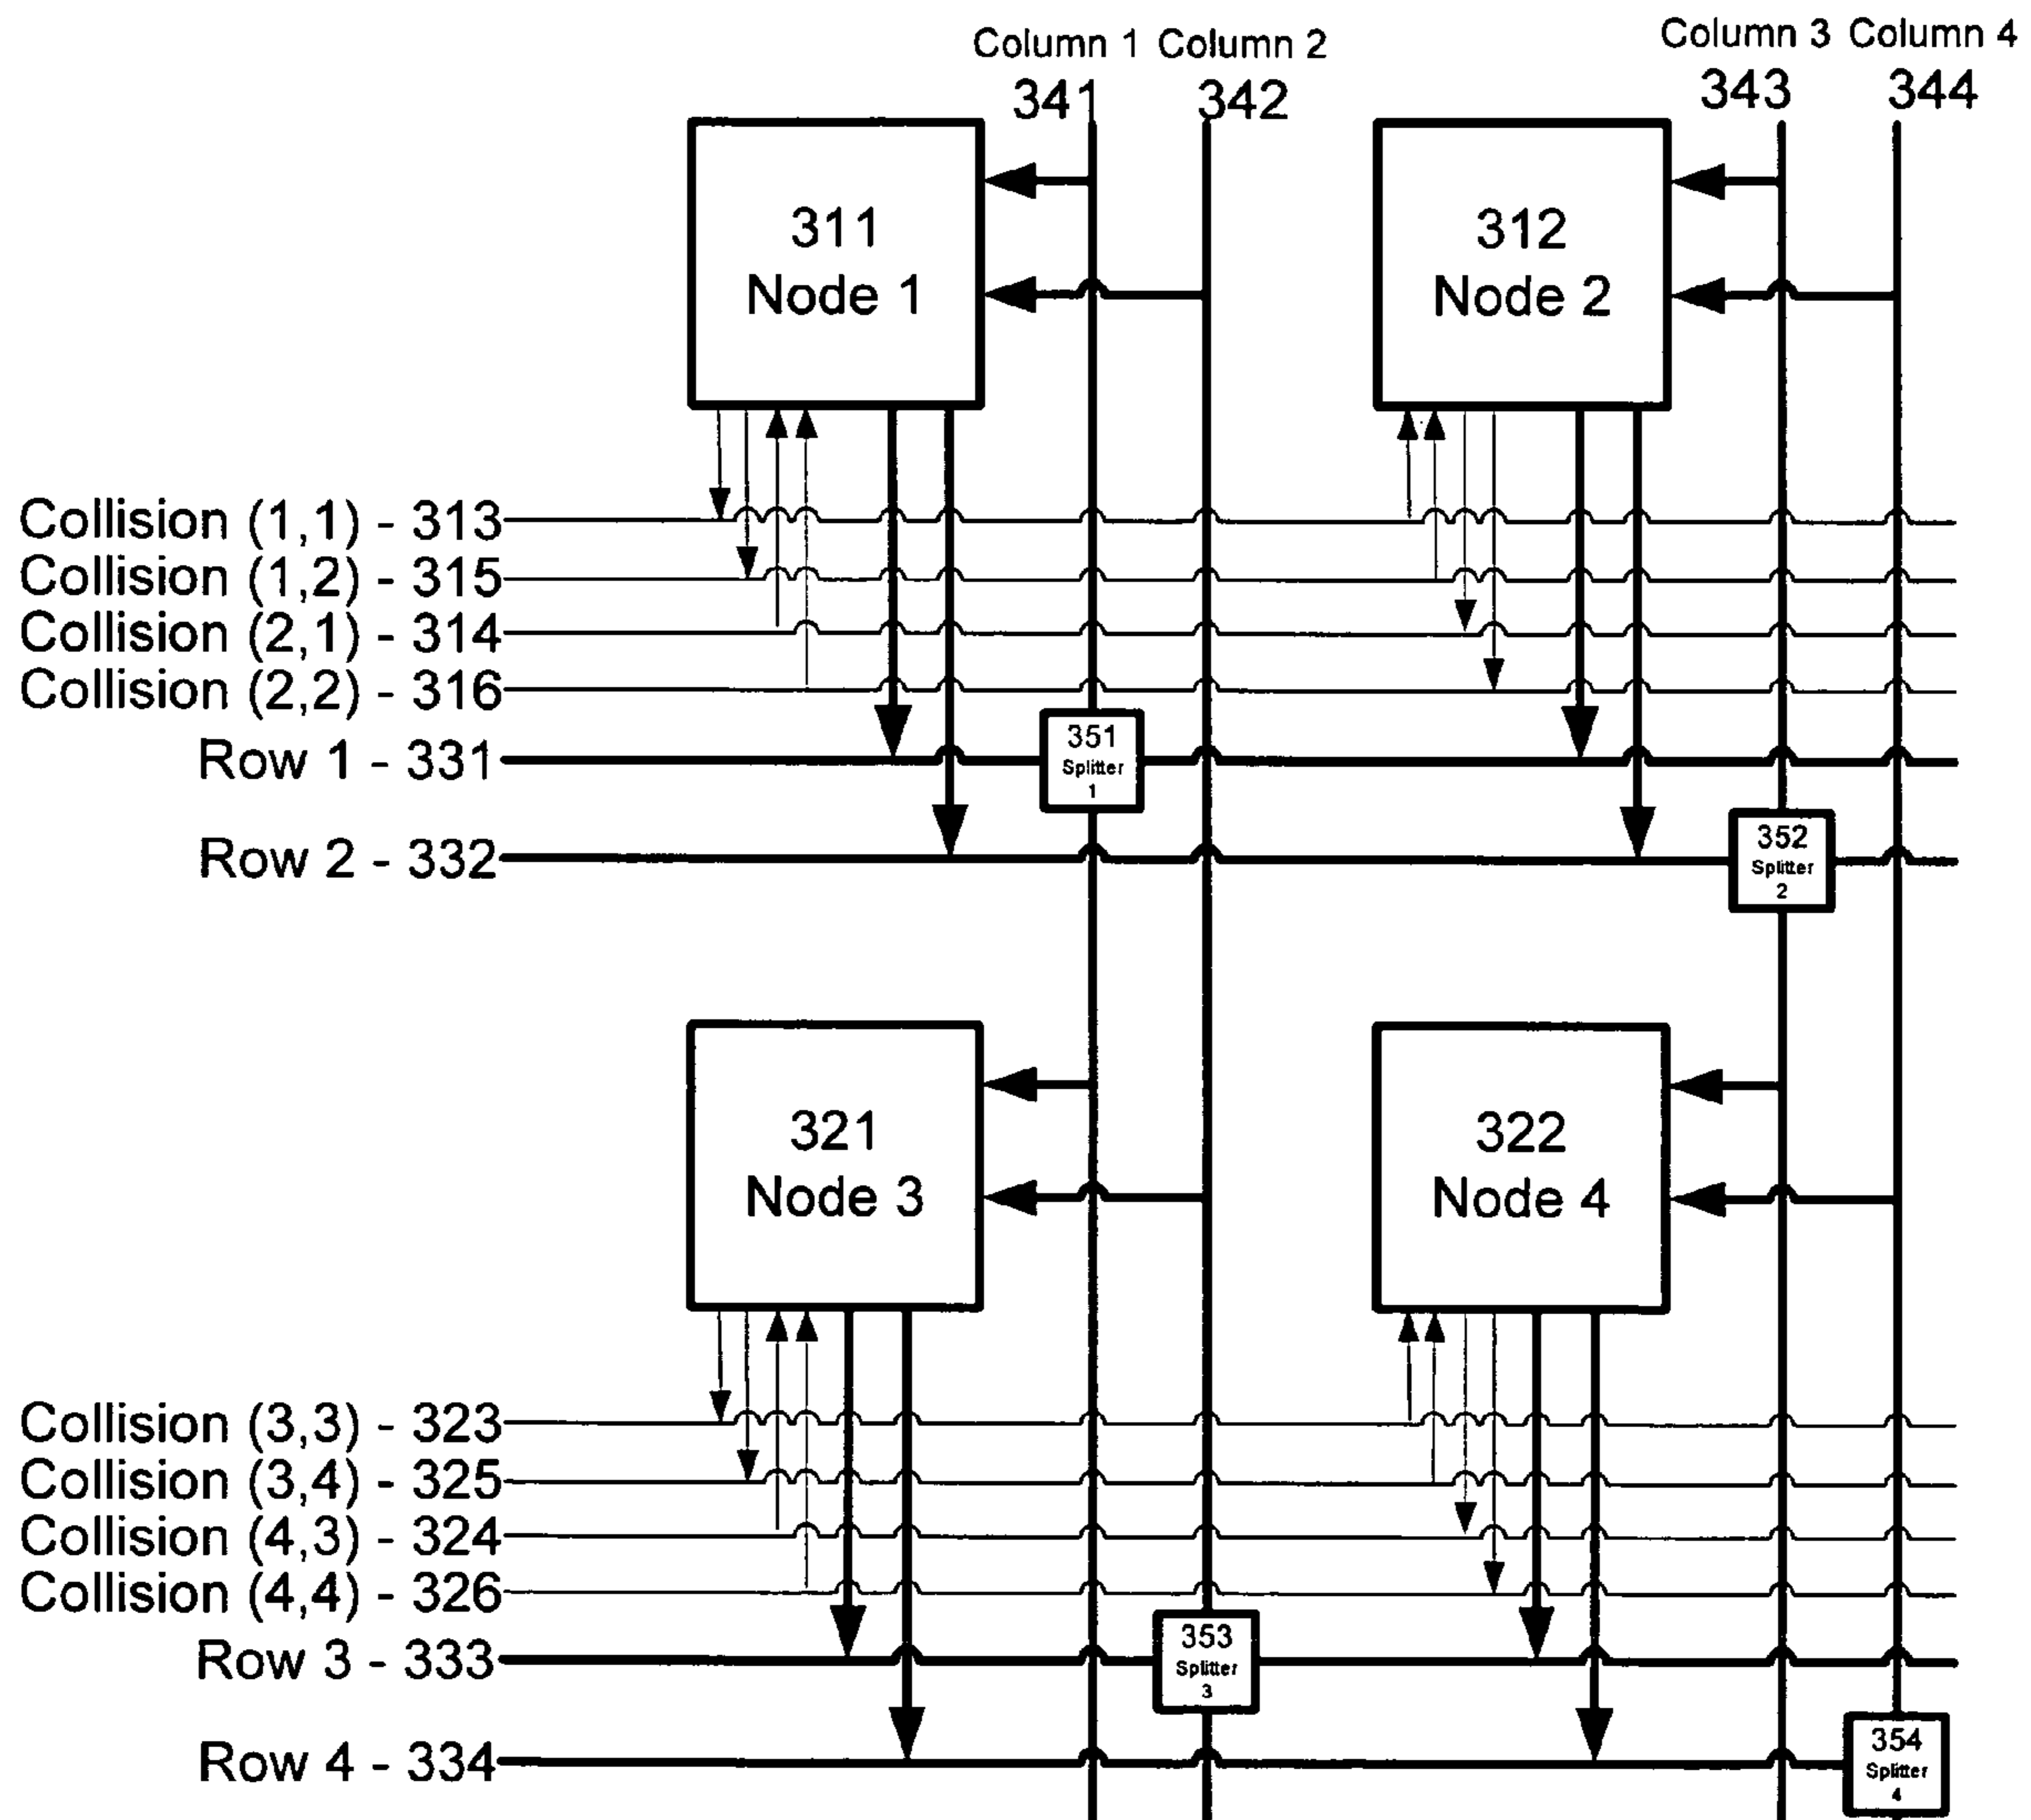 Column 1 Column 2
Column 3 Column 4
341 342
343 344
311
Node 1
312
Node 2
Collision (1,1) - 313
Collision (1,2) - 315
Collision (2,1) - 314
Collision (2,2) - 316
Row 1 - 331
351
Splitter
1
Row 2 - 332
352
Splitter
2
321
Node 3
322
Node 4
Collision (3,3) - 323
Collision (3,4) - 325
Collision (4,3) - 324
Collision (4,4) - 326
Row 3 - 333
353
Splitter
3
Row 4 - 334
354
Splitter
4